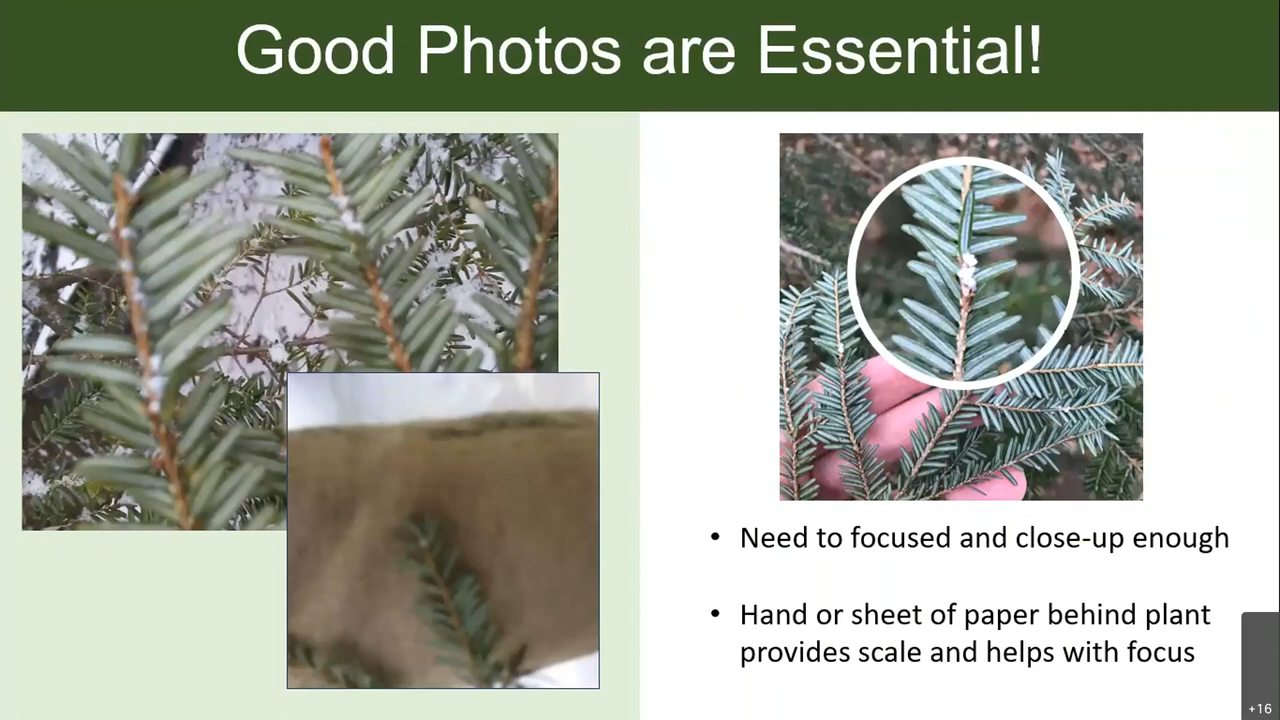 Good Photos are Essential!
• Need to focused and close-up enough
• Hand or sheet of paper behind plant
provides scale and helps with focus
+16